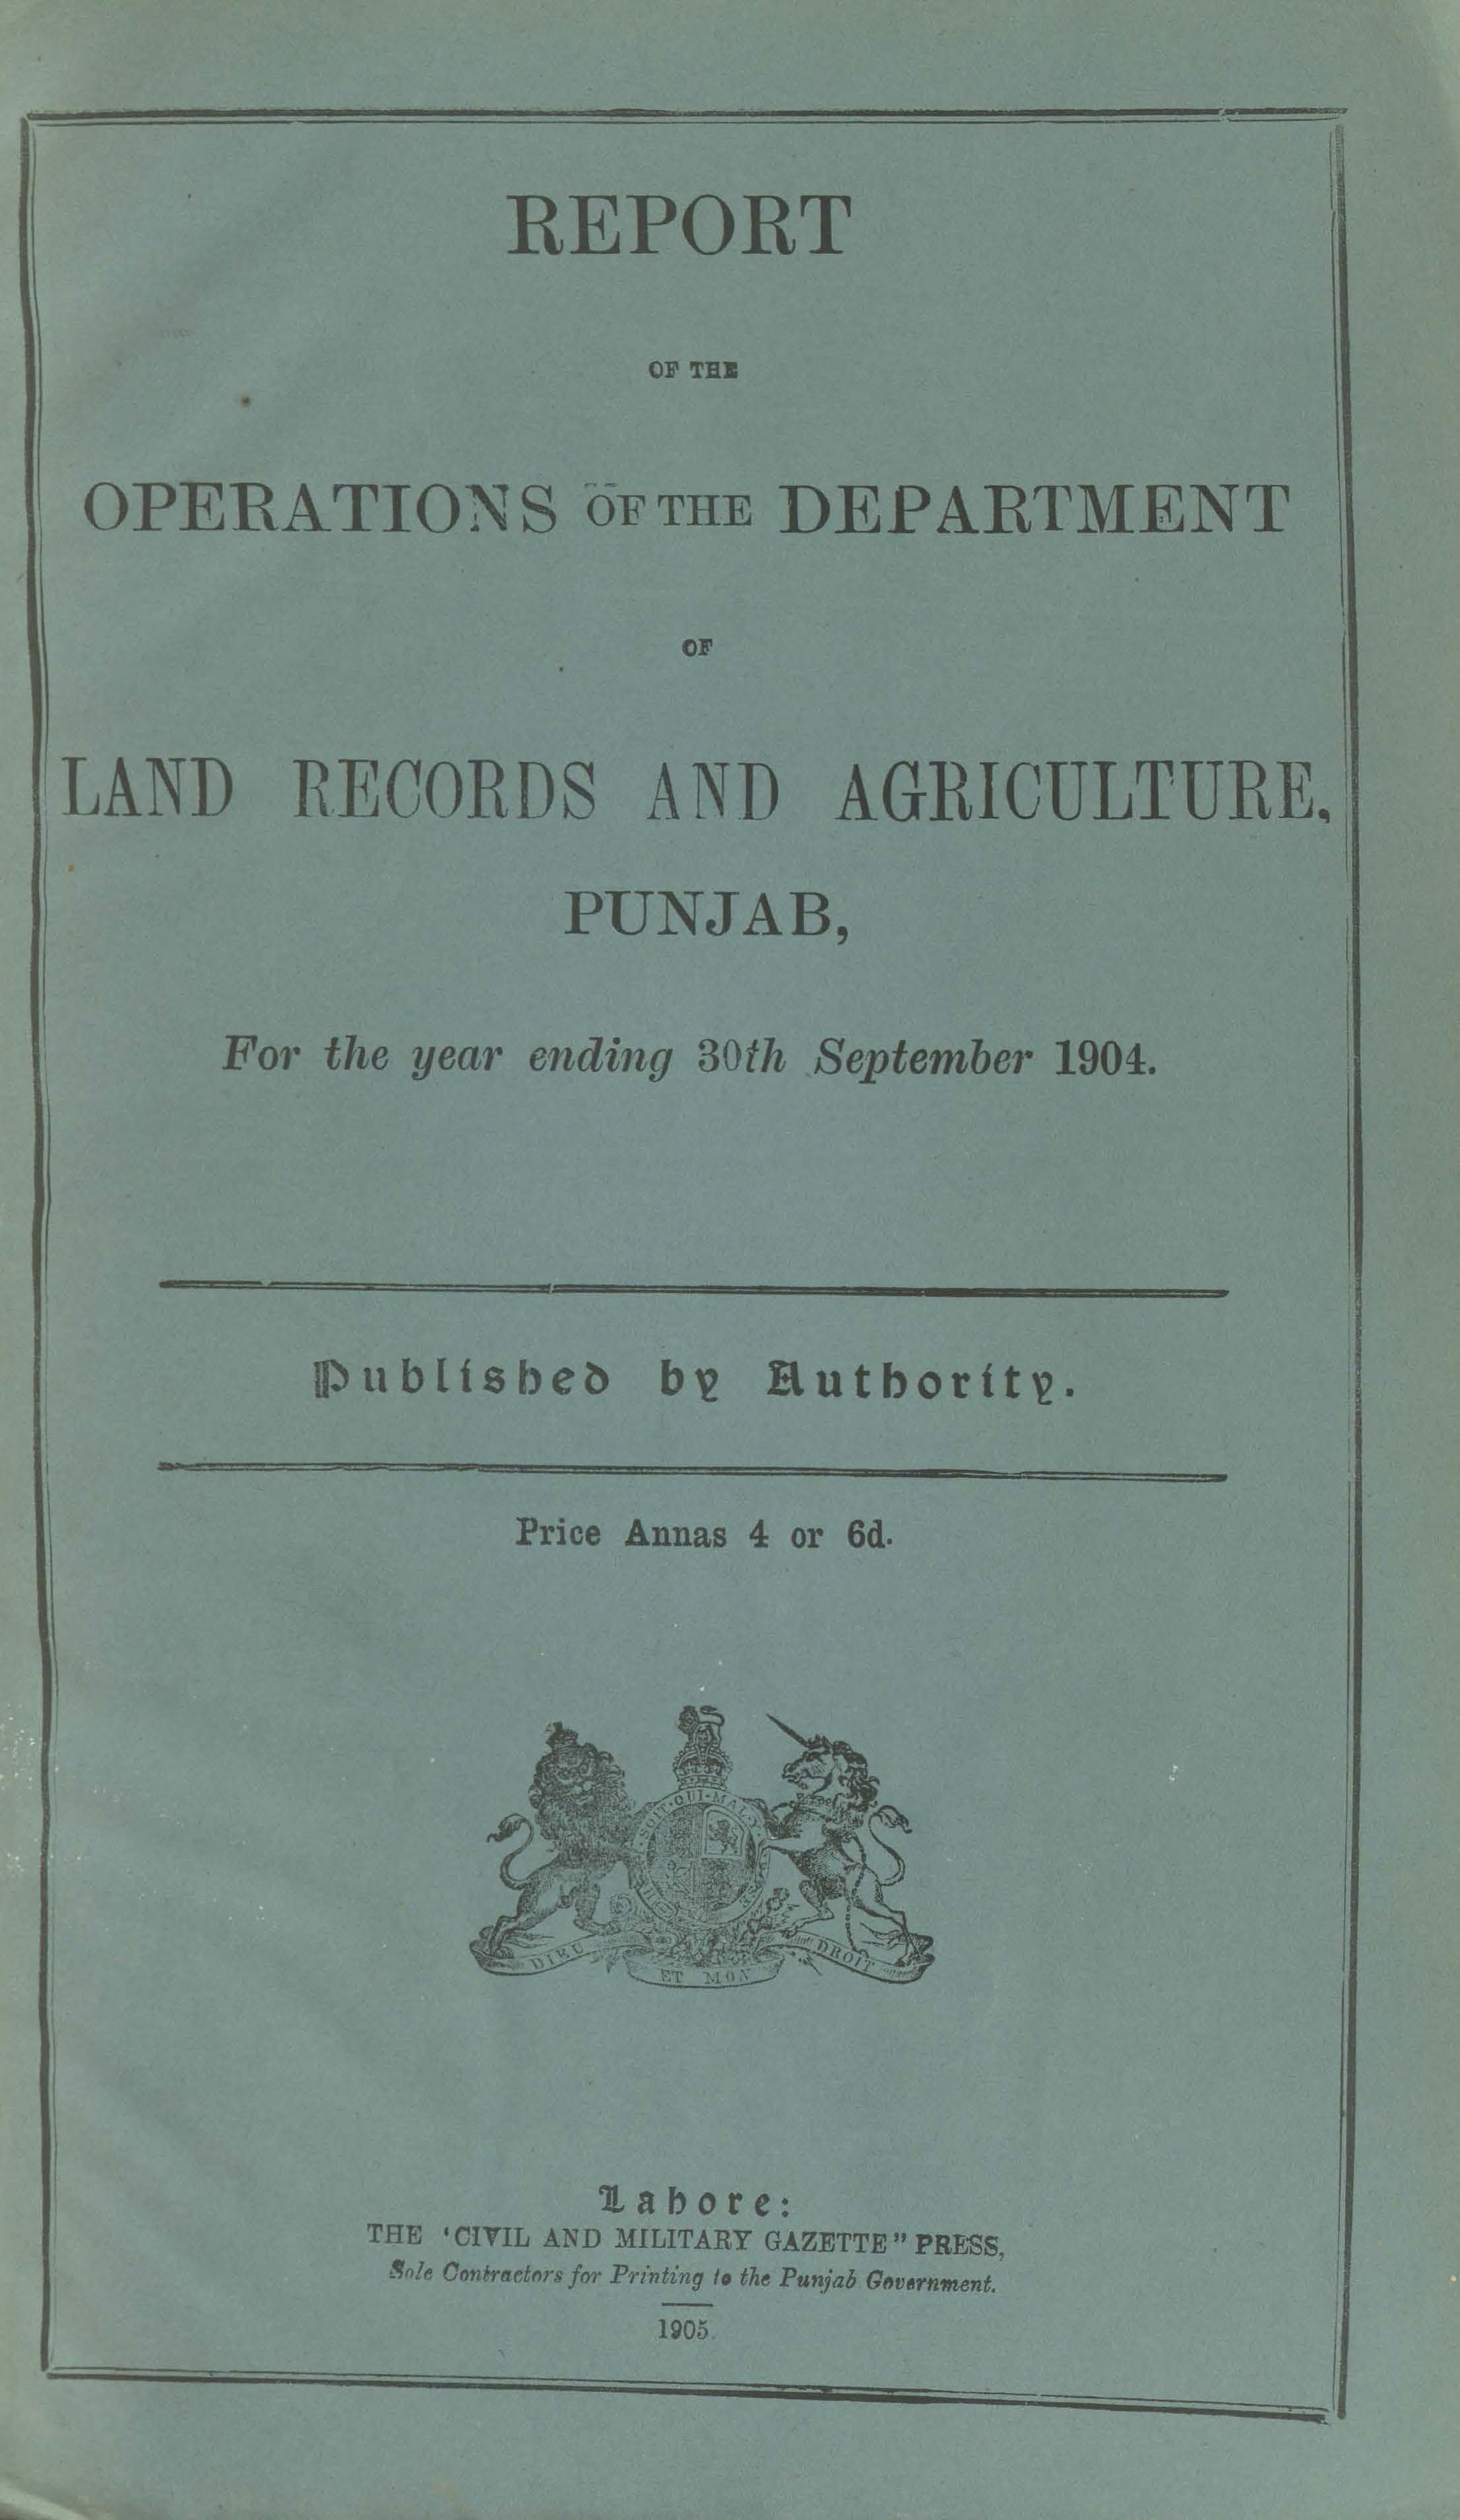 REPORT
OF THE
OPERATIONS OF THE DEPARTMENT
OF
LAND RECORDS AND AGRICULTURE,
PUNJAB,
For the year ending 30th September 1904.
Published by Authority.
Price Annas 4 or 6d.
SOIT·QUI·MAL·Y
DIEU ET MON DROIT
Lahore:
THE 'CIVIL AND MILITARY GAZETTE" PRESS,
Sole Contractors for Printing to the Punjab Government.
1905.